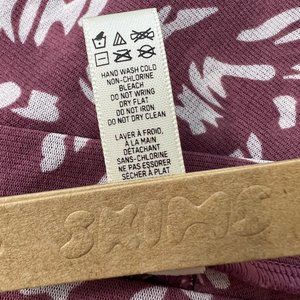 HAND WASH COLD
NON-CHLORINE
BLEACH
DO NOT WRING
DRY FLAT
DO NOT IRON
DO NOT DRY CLEAN
LAVER À FROID,
À LA MAIN
DÉTACHANT
SANS-CHLORINE
NE PAS ESSORER
SÉCHER À PLAT